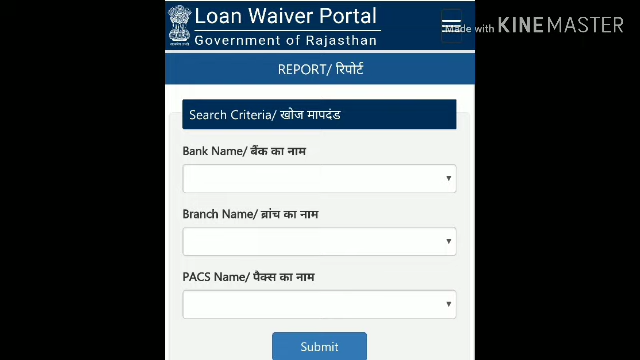 Loan Waiver Portal
Government of Rajasthan
Made with KINEMASTER
REPORT/ रिपोर्ट
Search Criteria/ खोज मापदंड
Bank Name/ बैंक का नाम
Branch Name/ ब्रांच का नाम
PACS Name/ पैक्स का नाम
Submit